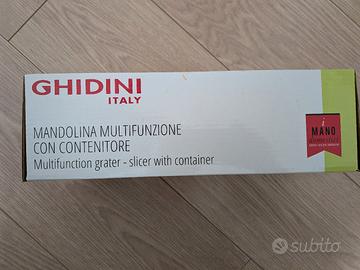 GHIDINI
ITALY
MANDOLINA MULTIFUNZIONE
CON CONTENITORE
Multifunction grater - slicer with container
i
MANO
subito